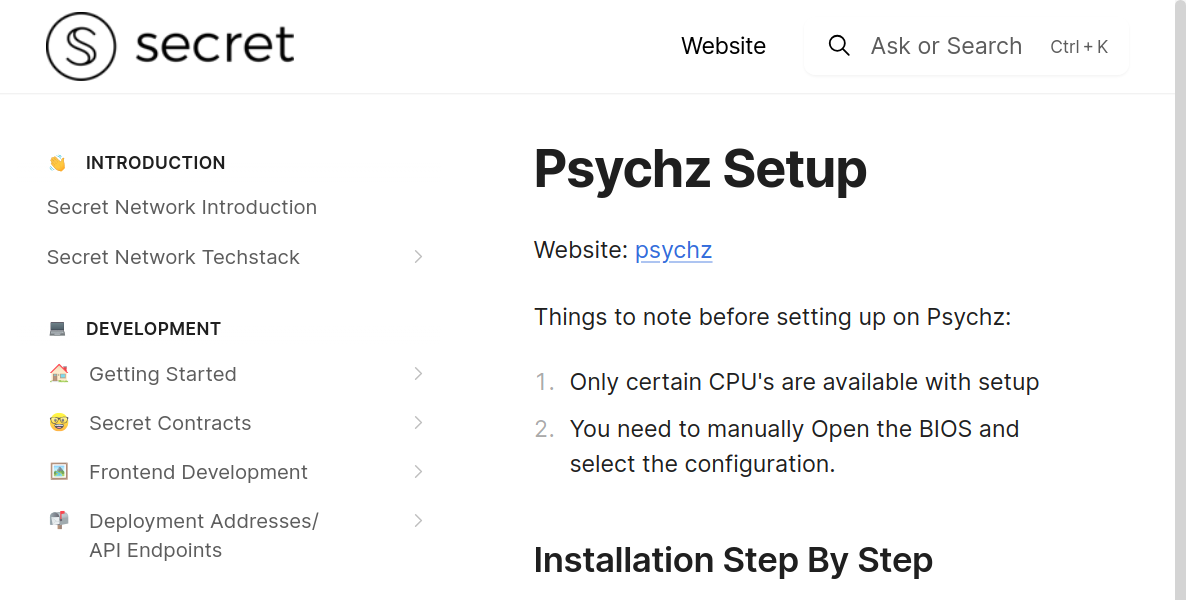 secret
Website
Ask or Search
Ctrl + K
INTRODUCTION
Secret Network Introduction
Secret Network Techstack
DEVELOPMENT
Getting Started
Secret Contracts
Frontend Development
Deployment Addresses/
API Endpoints
Psychz Setup
Website: psychz
Things to note before setting up on Psychz:
1. Only certain CPU's are available with setup
2. You need to manually Open the BIOS and
select the configuration.
Installation Step By Step